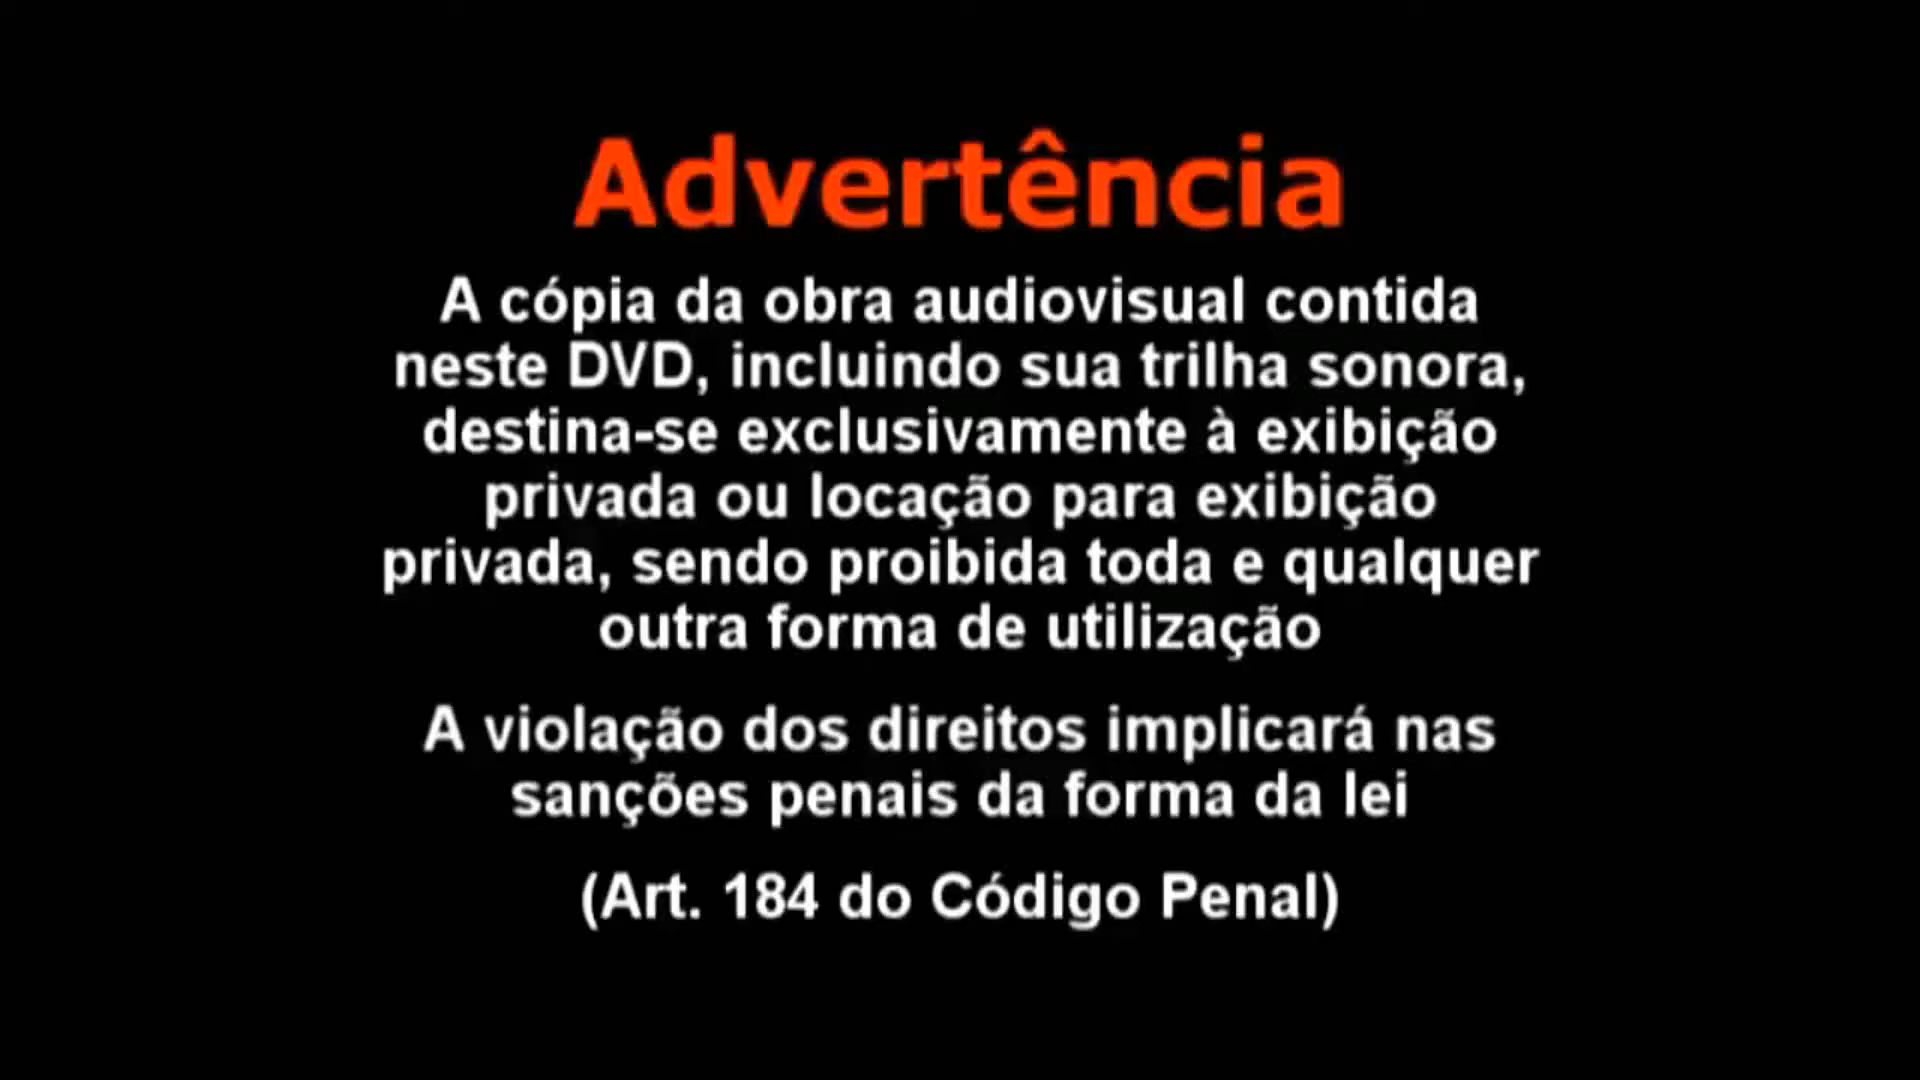 Advertência
A cópia da obra audiovisual contida
neste DVD, incluindo sua trilha sonora,
destina-se exclusivamente à exibição
privada ou locação para exibição
privada, sendo proibida toda e qualquer
outra forma de utilização
A violação dos direitos implicará nas
sanções penais da forma da lei
(Art. 184 do Código Penal)